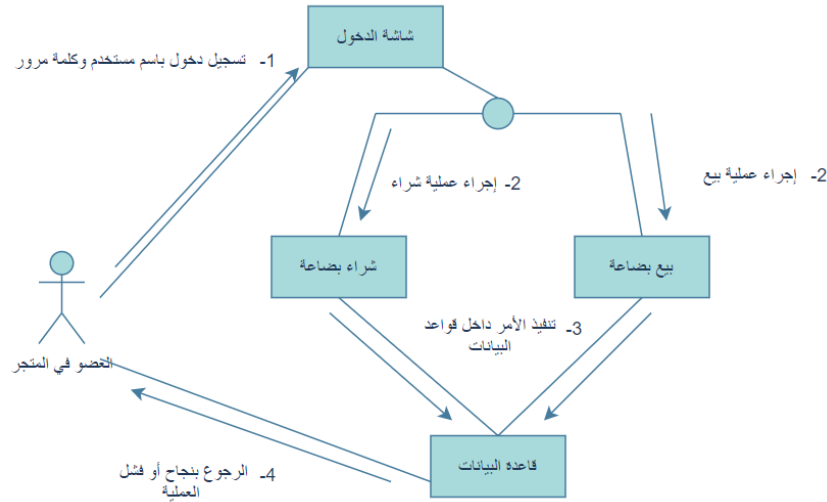 شاشة الدخول
1- تسجيل دخول باسم مستخدم وكلمة مرور
2- إجراء عملية شراء
2- إجراء عملية بيع
شراء بضاعة
بيع بضاعة
3- تنفيذ الأمر داخل قواعد
البيانات
العضو في المتجر
قاعدة البيانات
4- الرجوع بنجاح أو فشل
العملية